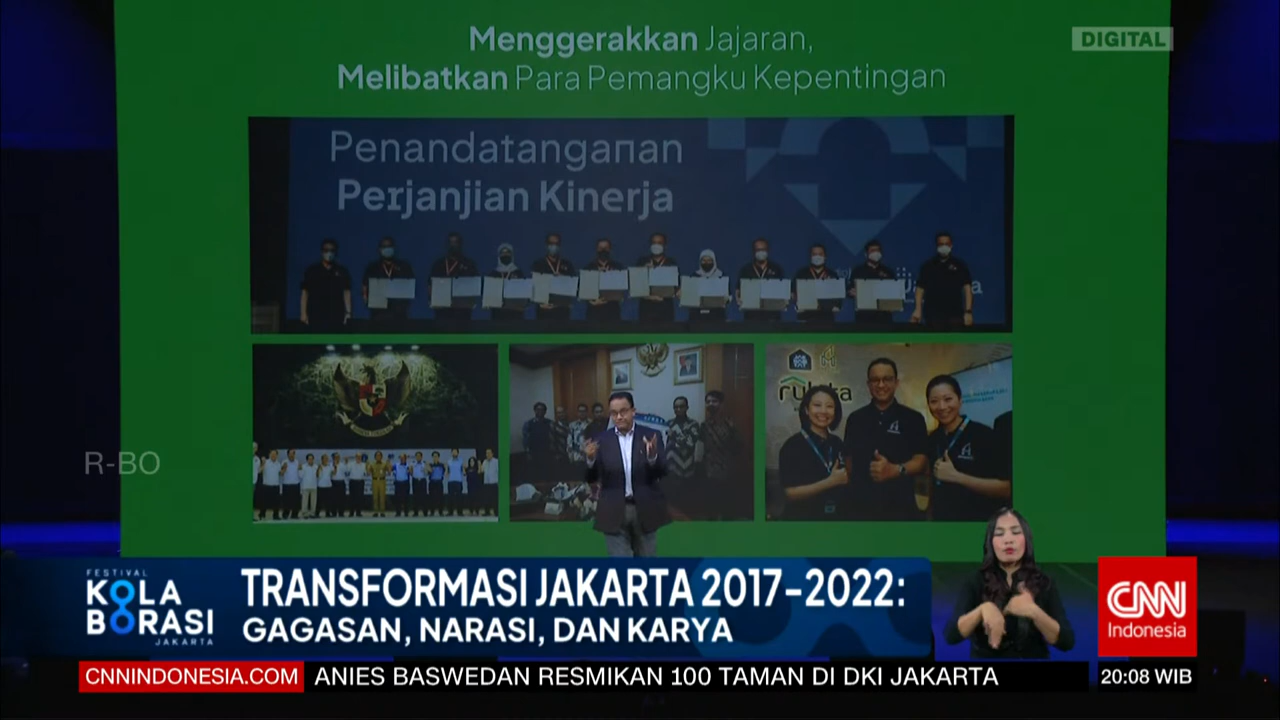 Menggerakkan Jajaran,
Melibatkan Para Pemangku Kepentingan
DIGITAL
Penandatanganan
Perjanjian Kinerja
R-BO
FESTIVAL
KOLA
BORASI
JAKARTA
TRANSFORMASI JAKARTA 2017-2022:
GAGASAN, NARASI, DAN KARYA
CNN
Indonesia
CNNINDONESIA.COM
ANIES BASWEDAN RESMIKAN 100 TAMAN DI DKI JAKARTA
20:08 WIB